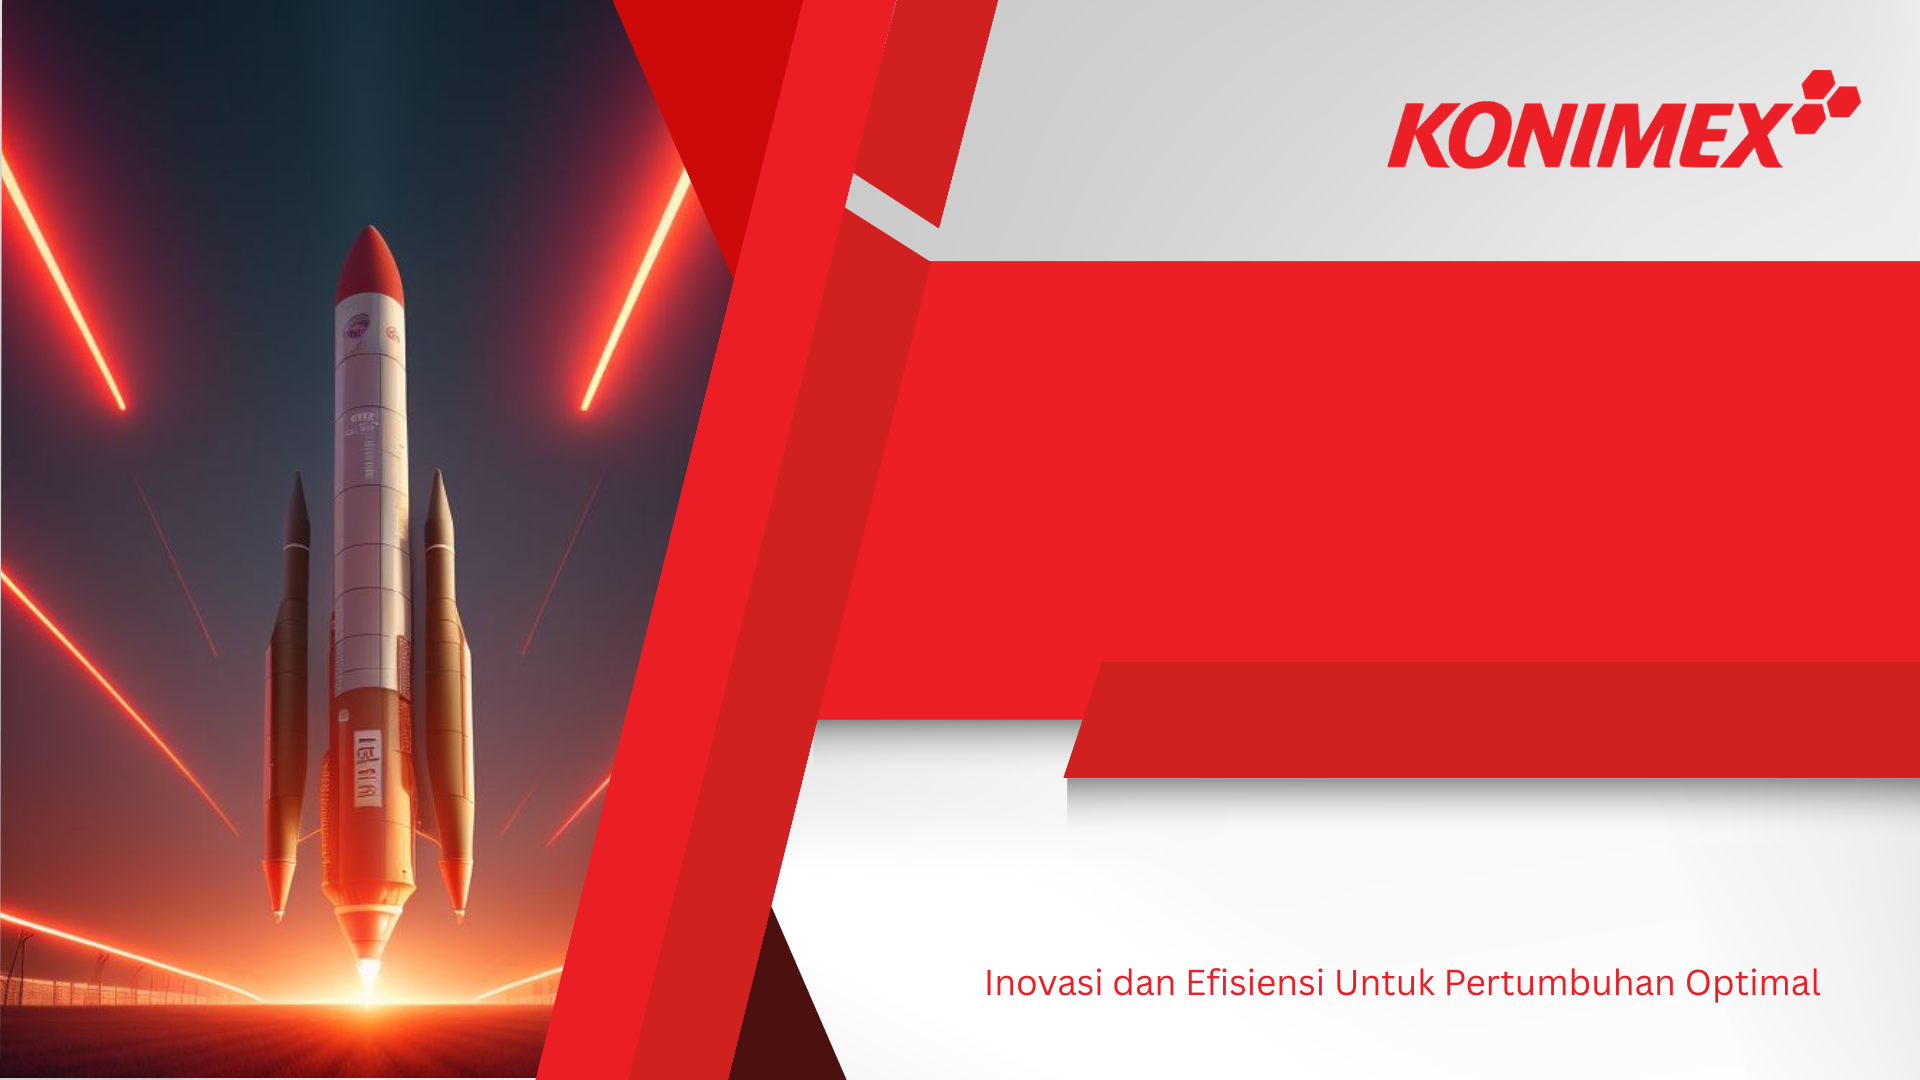 KONIMEX
Inovasi dan Efisiensi Untuk Pertumbuhan Optimal